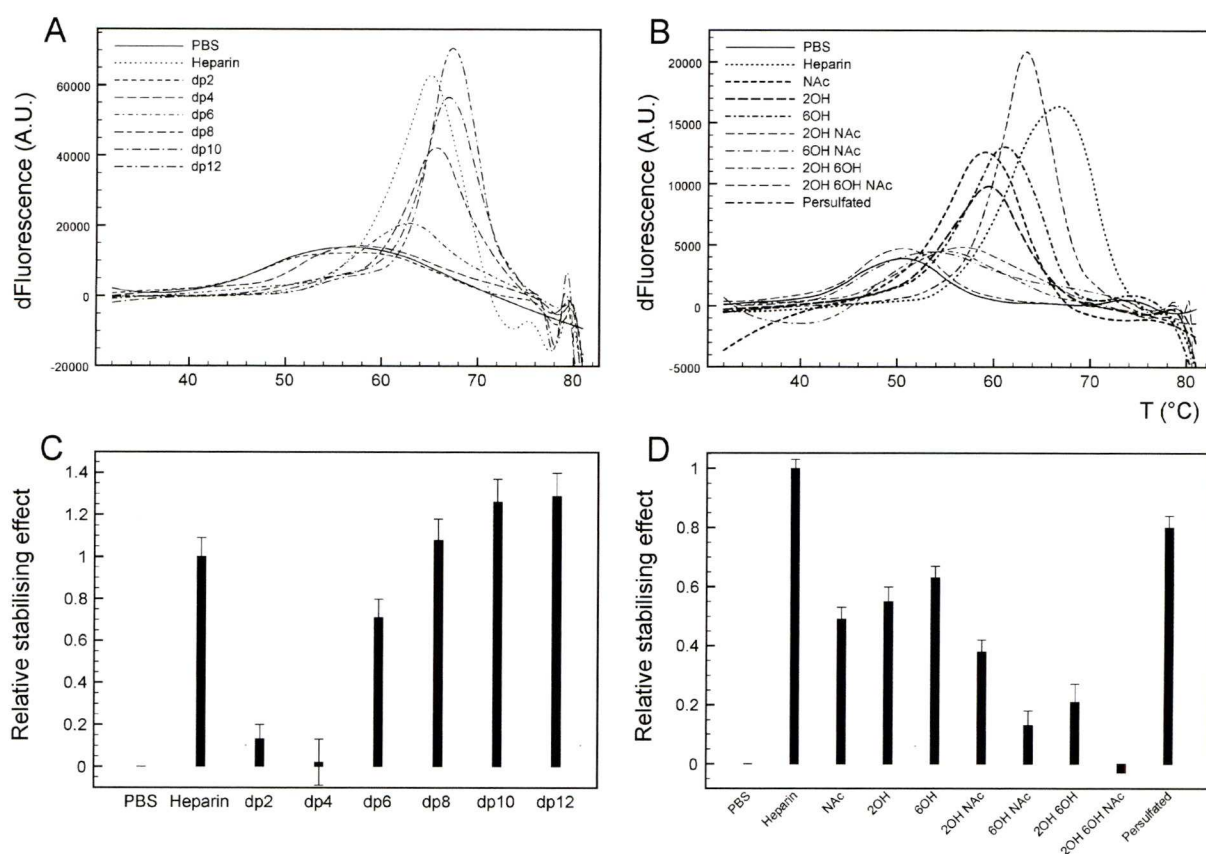 A
PBS
Heparin
dp2
dp4
dp6
dp8
dp10
dp12
dFluorescence (A.U.)
60000
40000
20000
0
-20000
40
50
60
70
80
B
PBS
Heparin
NAc
2OH
6OH
2OH NAc
6OH NAc
2OH 6OH
2OH 6OH NAc
Persulfated
dFluorescence (A.U.)
20000
15000
10000
5000
0
-5000
40
50
60
70
80
T (°C)
C
Relative stabilising effect
1.4
1.2
1
0.8
0.6
0.4
0.2
0
PBS Heparin dp2 dp4 dp6 dp8 dp10 dp12
D
Relative stabilising effect
1
0.8
0.6
0.4
0.2
0
PBS
Heparin
NAc
2OH
6OH
2OH NAc
6OH NAc
2OH 6OH
2OH 6OH NAc
Persulfated